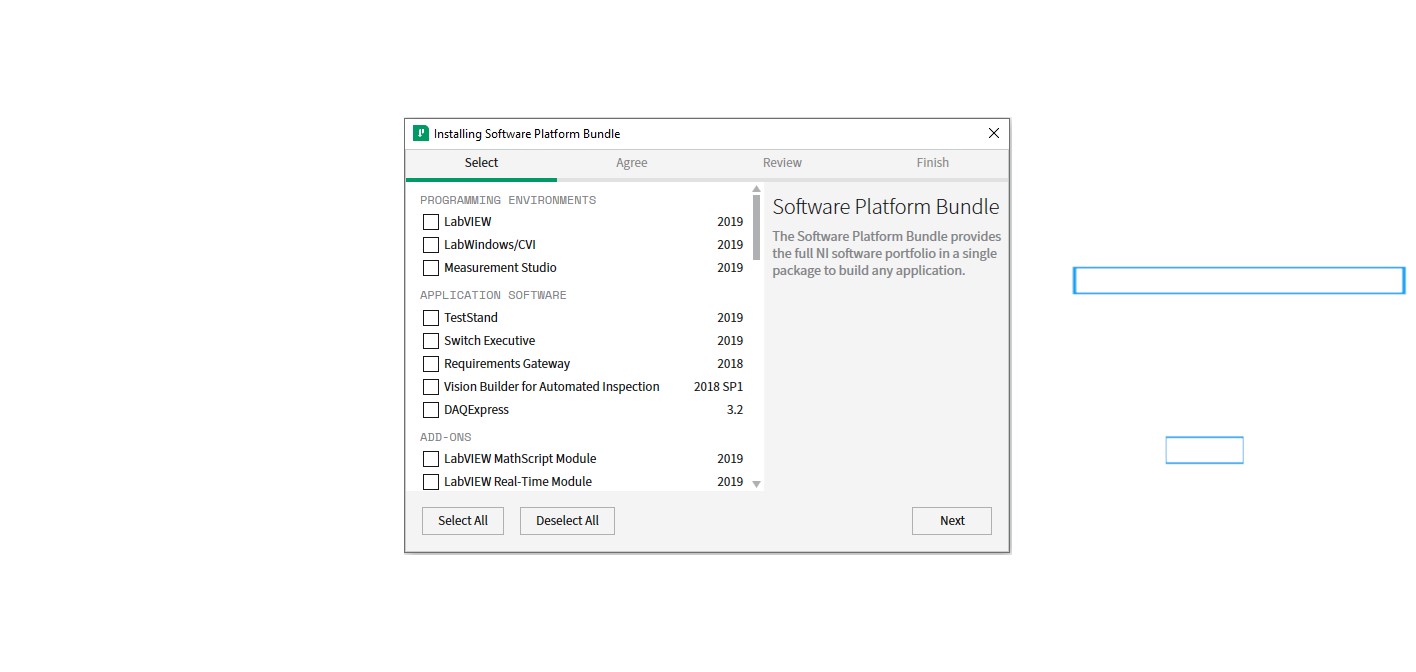 Installing Software Platform Bundle
Select Agree Review Finish
PROGRAMMING ENVIRONMENTS
LabVIEW 2019
LabWindows/CVI 2019
Measurement Studio 2019
APPLICATION SOFTWARE
TestStand 2019
Switch Executive 2019
Requirements Gateway 2018
Vision Builder for Automated Inspection 2018 SP1
DAQExpress 3.2
ADD-ONS
LabVIEW MathScript Module 2019
LabVIEW Real-Time Module 2019
Software Platform Bundle
The Software Platform Bundle provides
the full NI software portfolio in a single
package to build any application.
Select All Deselect All Next